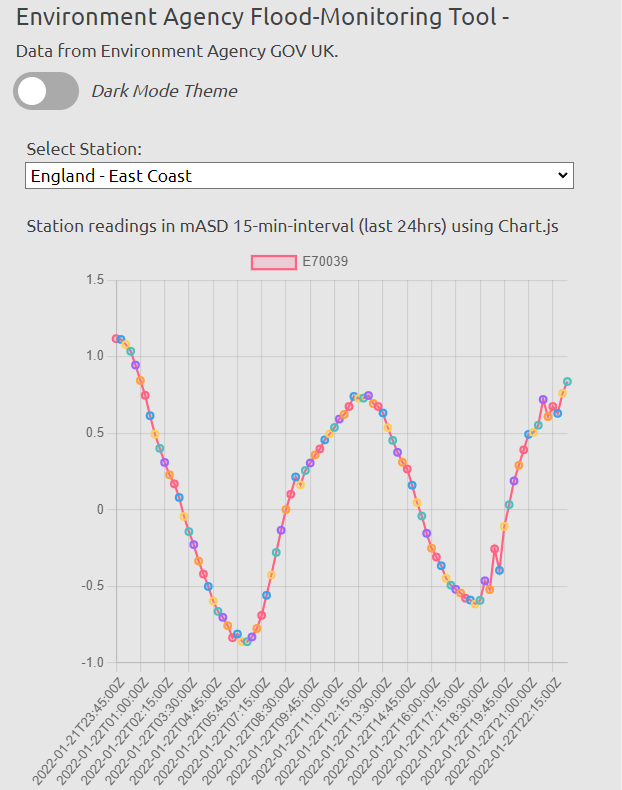 Environment Agency Flood-Monitoring Tool -
Data from Environment Agency GOV UK.
Dark Mode Theme
Select Station:
England - East Coast
Station readings in mASD 15-min-interval (last 24hrs) using Chart.js
E70039
1.5
1.0
0.5
0
-0.5
-1.0
2022-01-21T23:45:00Z
2022-01-22T01:00:00Z
2022-01-22T02:15:00Z
2022-01-22T03:30:00Z
2022-01-22T04:45:00Z
2022-01-22T05:45:00Z
2022-01-22T07:15:00Z
2022-01-22T08:30:00Z
2022-01-22T09:45:00Z
2022-01-22T11:00:00Z
2022-01-22T12:15:00Z
2022-01-22T13:30:00Z
2022-01-22T14:45:00Z
2022-01-22T16:00:00Z
2022-01-22T17:15:00Z
2022-01-22T18:30:00Z
2022-01-22T19:45:00Z
2022-01-22T21:00:00Z
2022-01-22T22:15:00Z